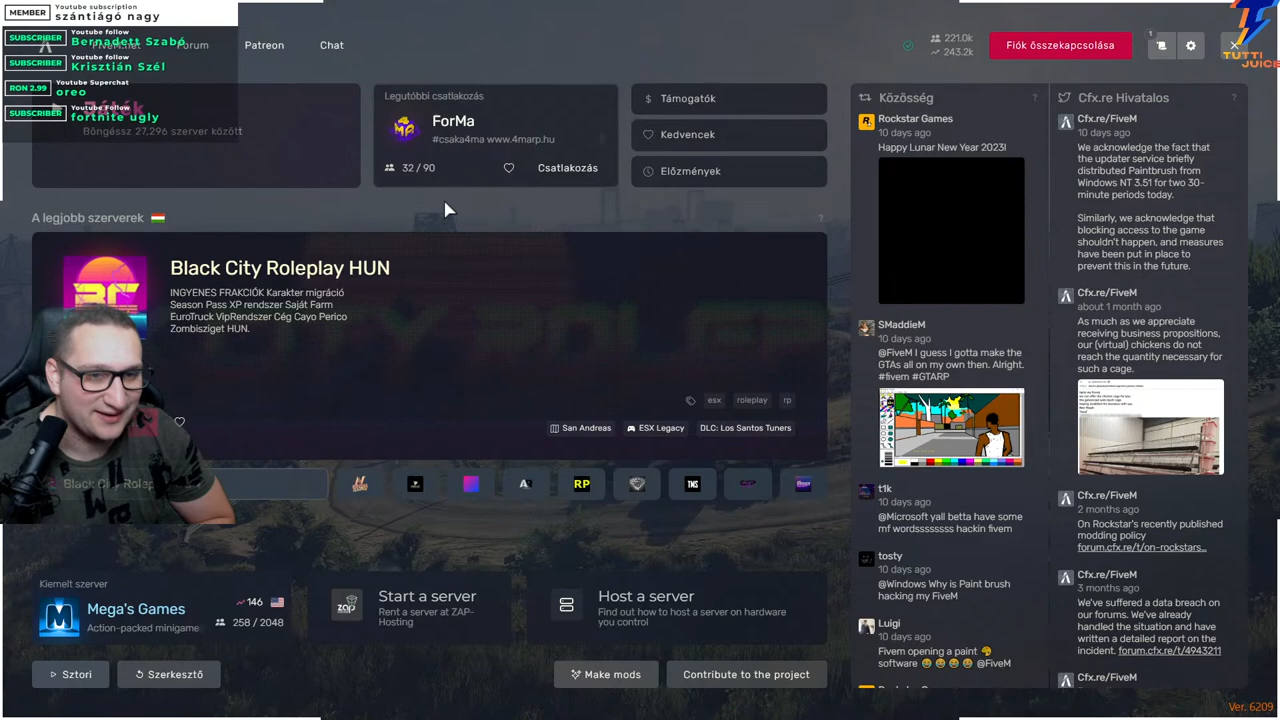 MEMBER
Youtube subscription
szántiágó nagy
SUBSCRIBER
Youtube follow
Bernadett Szabó
SUBSCRIBER
Youtube follow
Krisztián Szél
RON 2.99
Youtube Superchat
oreo
SUBSCRIBER
Youtube Follow
fortnite ugly
Forum
Patreon
Chat
221.0k
243.2k
Fiók összekapcsolása
1
TUTTI
JUICE
Játék
Böngéssz 27,296 szerver között
Legutóbbi csatlakozás
ForMa
#csaka4ma www.4marp.hu
32 / 90
Csatlakozás
Támogatók
Kedvencek
Előzmények
A legjobb szerverek
?
Black City Roleplay HUN
INGYENES FRAKCIÓK Karakter migráció
Season Pass XP rendszer Saját Farm
EuroTruck VipRendszer Cég Cayo Perico
Zombisziget HUN.
esx
roleplay
rp
San Andreas
ESX Legacy
DLC: Los Santos Tuners
Black City Rolep
RP
TNS
Kiemelt szerver
Mega's Games
146
Action-packed minigame
258 / 2048
Start server
Rent a server at ZAP-
Hosting
Host a server
Find out how to host a server on hardware
you control
Sztori
Szerkesztő
Make mods
Contribute to the project
Közösség
?
Rockstar Games
10 days ago
Happy Lunar New Year 2023!
SMaddieM
10 days ago
@FiveM I guess I gotta make the
GTAs all on my own then. Alright.
#fivem #GTARP
t1k
10 days ago
@Microsoft yall betta have some
mf wordsssssss hackin fivem
tosty
10 days ago
@Windows Why is Paint brush
hacking my FiveM
Luigi
10 days ago
Fivem opening a paint
software 😂 😂 😂 😂 @FiveM
Cfx.re Hivatalos
?
Cfx.re/FiveM
10 days ago
We acknowledge the fact that
the updater service briefly
distributed Paintbrush from
Windows NT 3.51 for two 30-
minute periods today.
Similarly, we acknowledge that
blocking access to the game
shouldn't happen, and measures
have been put in place to
prevent this in the future.
Cfx.re/FiveM
about 1 month ago
As much as we appreciate
receiving business propositions,
our (virtual) chickens do not
reach the quantity necessary for
such a cage.
Cfx.re/FiveM
2 months ago
On Rockstar's recently published
modding policy
forum.cfx.re/t/on-rockstars…
Cfx.re/FiveM
3 months ago
We've suffered a data breach on
our forums. We've already
handled the situation and have
written a detailed report on the
incident. forum.cfx.re/t/4943211
Cfx.re/FiveM
Ver. 6209